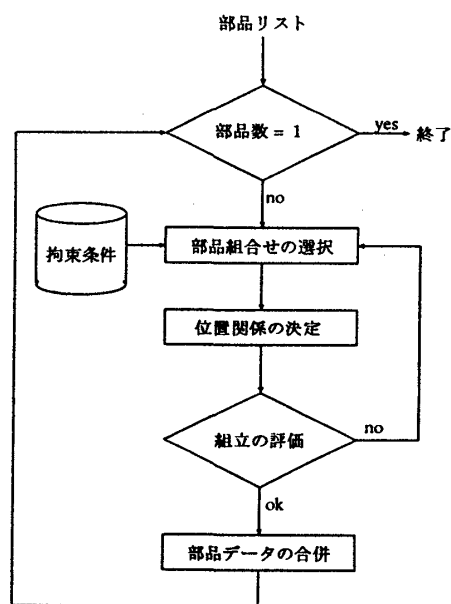 部品リスト
部品数 = 1
yes
終了
no
拘束条件
部品組合せの選択
位置関係の決定
組立の評価
no
ok
部品データの合併